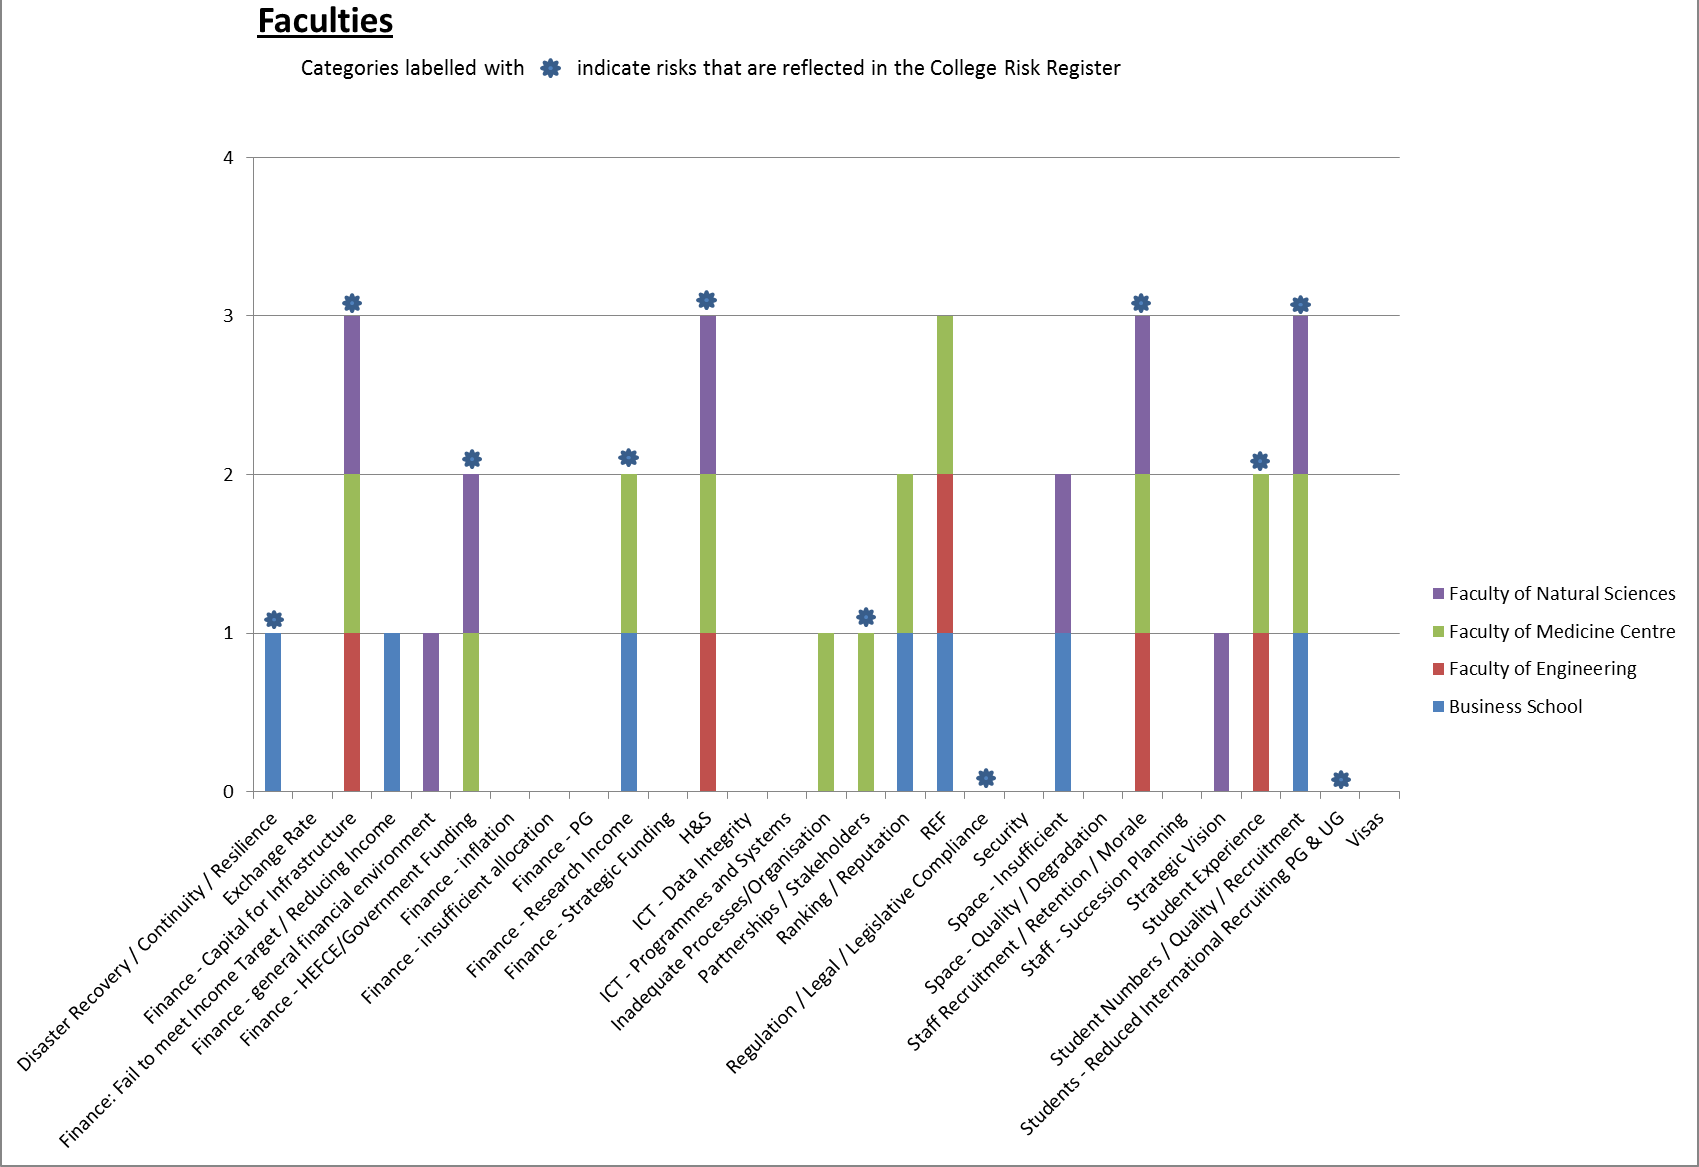 Faculties
Categories labelled with indicate risks that are reflected in the College Risk Register
4
3
2
1
0
Disaster Recovery / Continuity / Resilience
Exchange Rate
Finance - Capital for Infrastructure
Finance: Fail to meet Income Target / Reducing Income
Finance - general financial environment
Finance - HEFCE/Government Funding
Finance - inflation
Finance - insufficient allocation
Finance - PG
Finance - Research Income
Finance - Strategic Funding
H&S
ICT - Data Integrity
ICT - Programmes and Systems
Inadequate Processes/Organisation
Partnerships / Stakeholders
Ranking / Reputation
REF
Regulation / Legal / Legislative Compliance
Security
Space - Insufficient
Space - Quality / Degradation
Staff Recruitment / Retention / Morale
Staff - Succession Planning
Strategic Vision
Student Experience
Student Numbers / Quality / Recruitment
Students - Reduced International Recruiting PG & UG
Visas
Faculty of Natural Sciences
Faculty of Medicine Centre
Faculty of Engineering
Business School